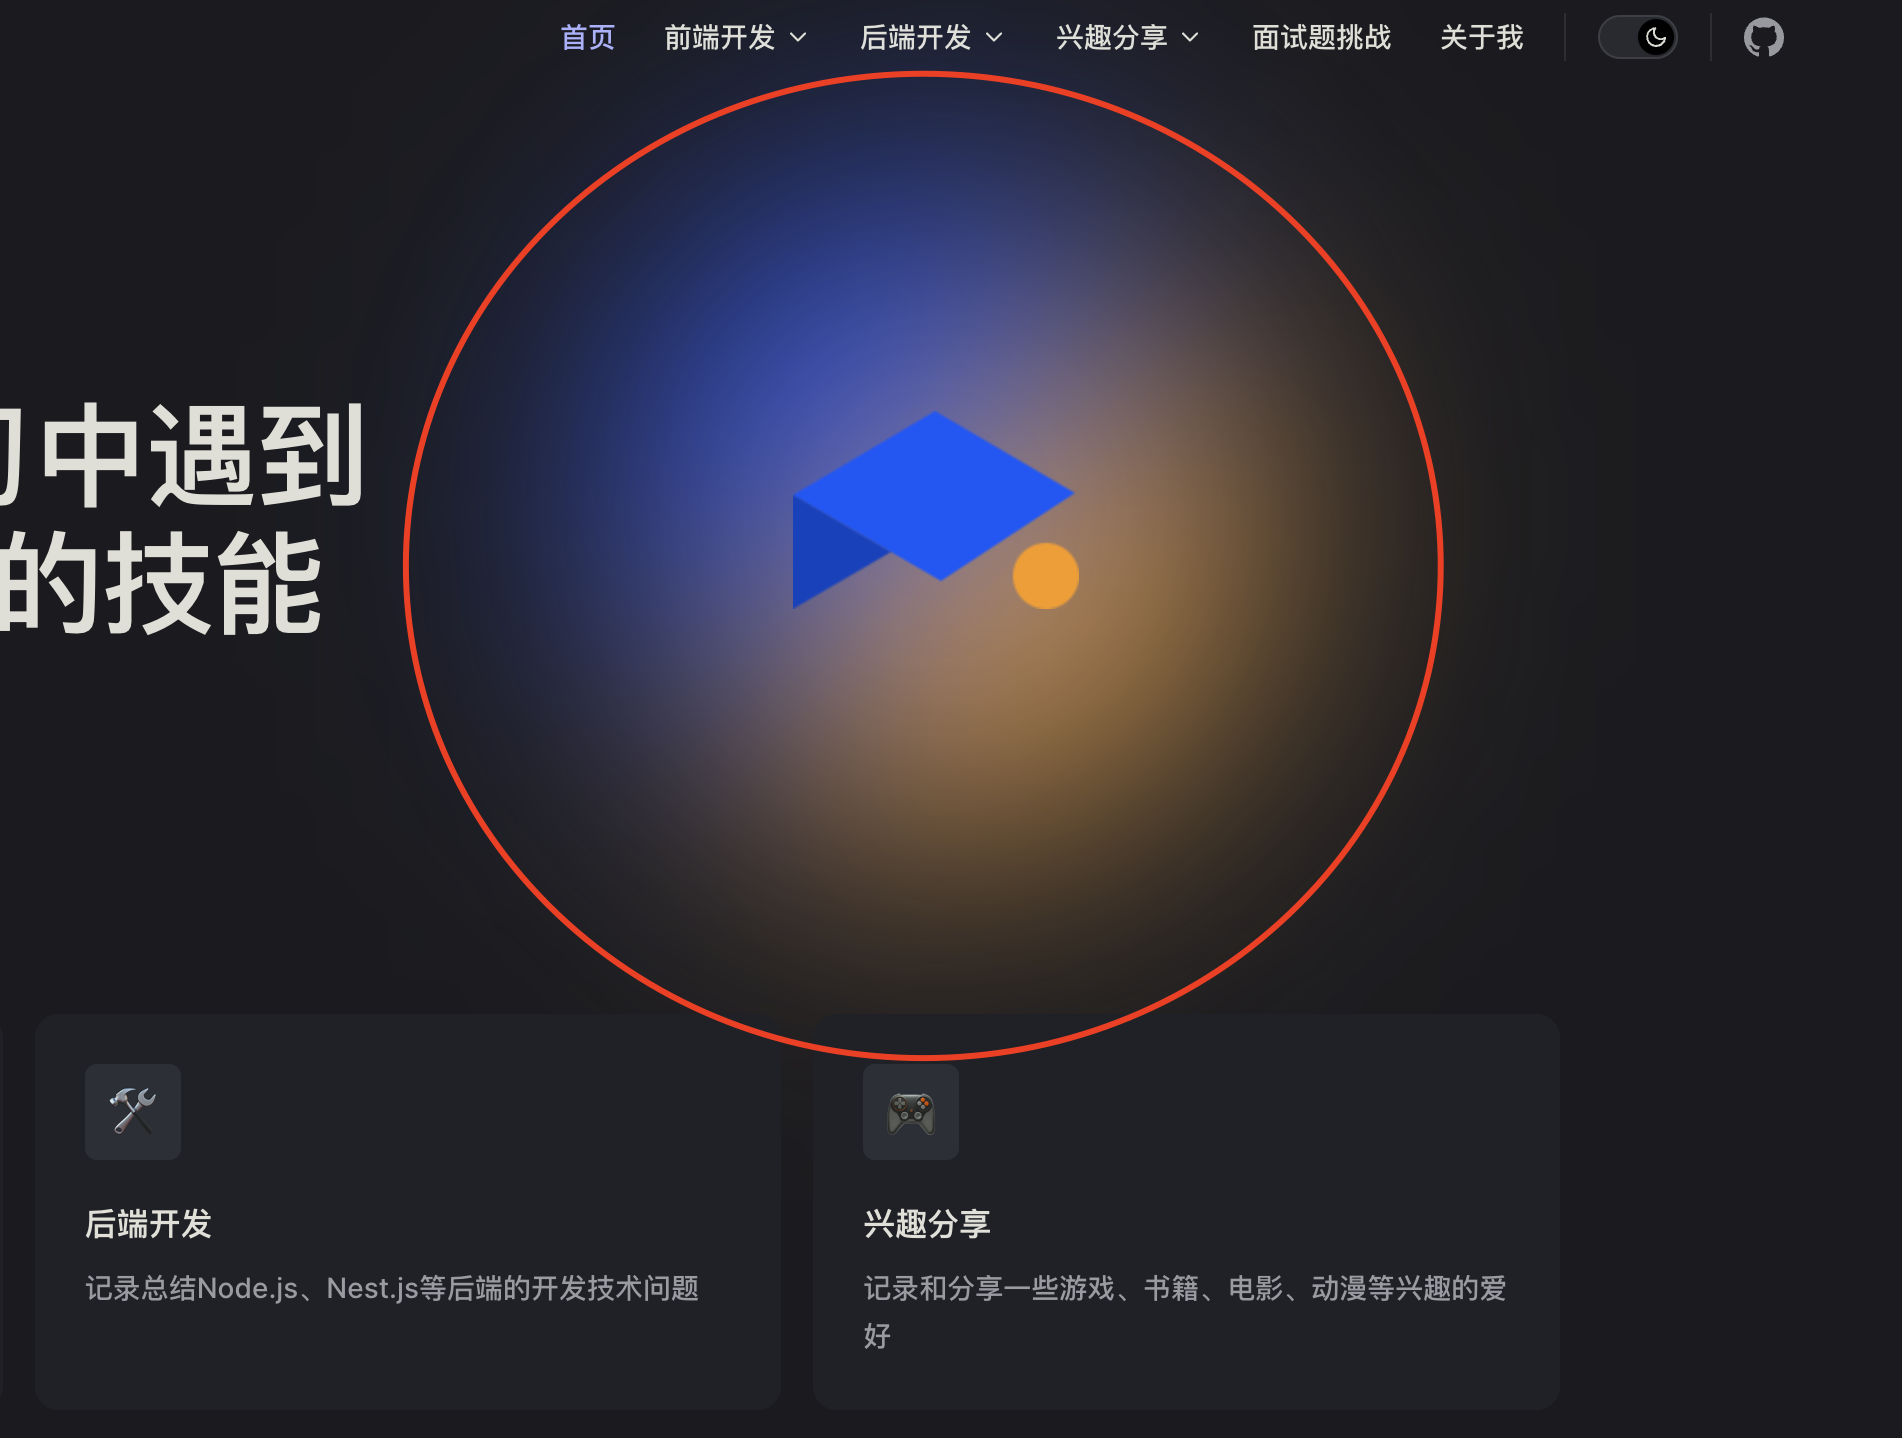 首页 前端开发 后端开发 兴趣分享 面试题挑战 关于我
中遇到
的技能
后端开发
记录总结Node.js、Nest.js等后端的开发技术问题
兴趣分享
记录和分享一些游戏、书籍、电影、动漫等兴趣的爱
好